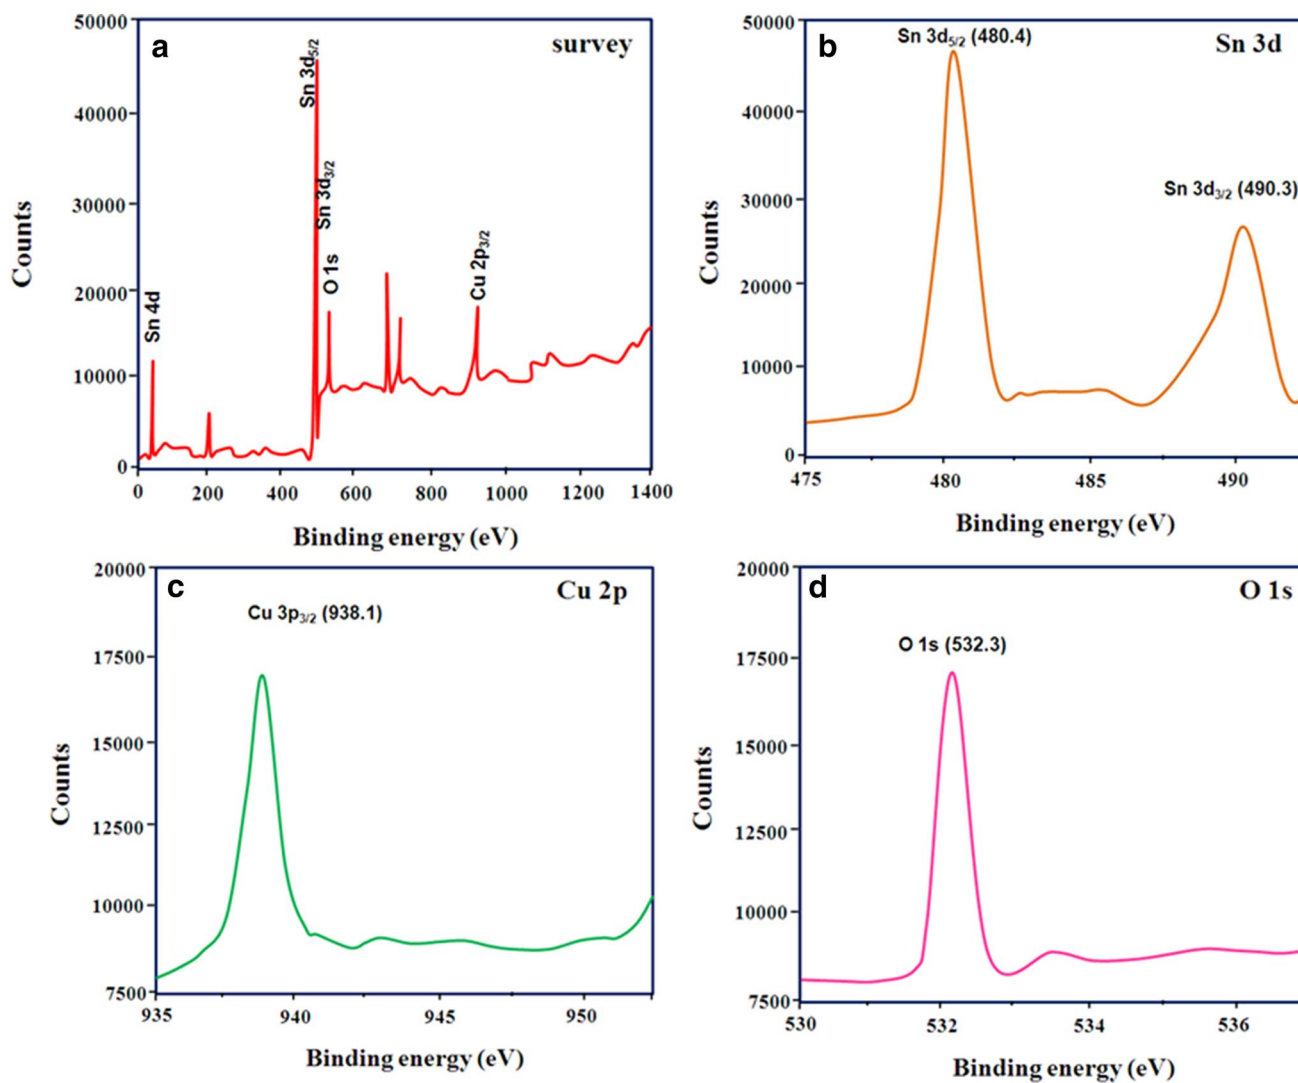 a
survey
50000
40000
30000
20000
10000
0
Counts
Sn 4d
Sn 3d5/2
Sn 3d3/2
O 1s
Cu 2p3/2
0 200 400 600 800 1000 1200 1400
Binding energy (eV)
b
Sn 3d5/2 (480.4)
Sn 3d
50000
40000
30000
20000
10000
0
Counts
Sn 3d3/2 (490.3)
475 480 485 490
Binding energy (eV)
c
Cu 2p
Cu 3p3/2 (938.1)
20000
17500
15000
12500
10000
7500
Counts
935 940 945 950
Binding energy (eV)
d
O 1s
O 1s (532.3)
20000
17500
15000
12500
10000
7500
Counts
530 532 534 536
Binding energy (eV)